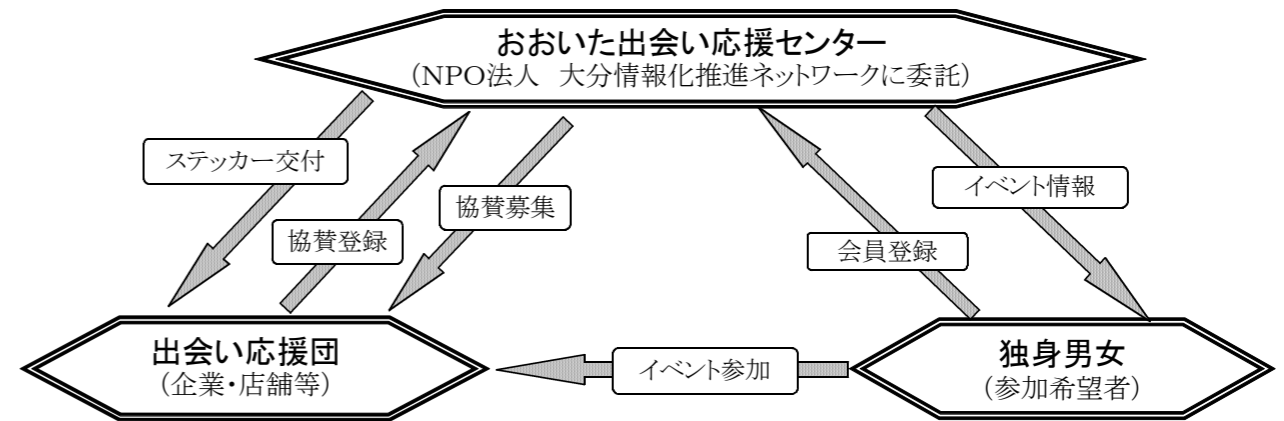 おおいた出会い応援センター
（NPO法人　大分情報化推進ネットワークに委託）
ステッカー交付
協賛登録
協賛募集
会員登録
イベント情報
出会い応援団
（企業・店舗等）
イベント参加
独身男女
（参加希望者）